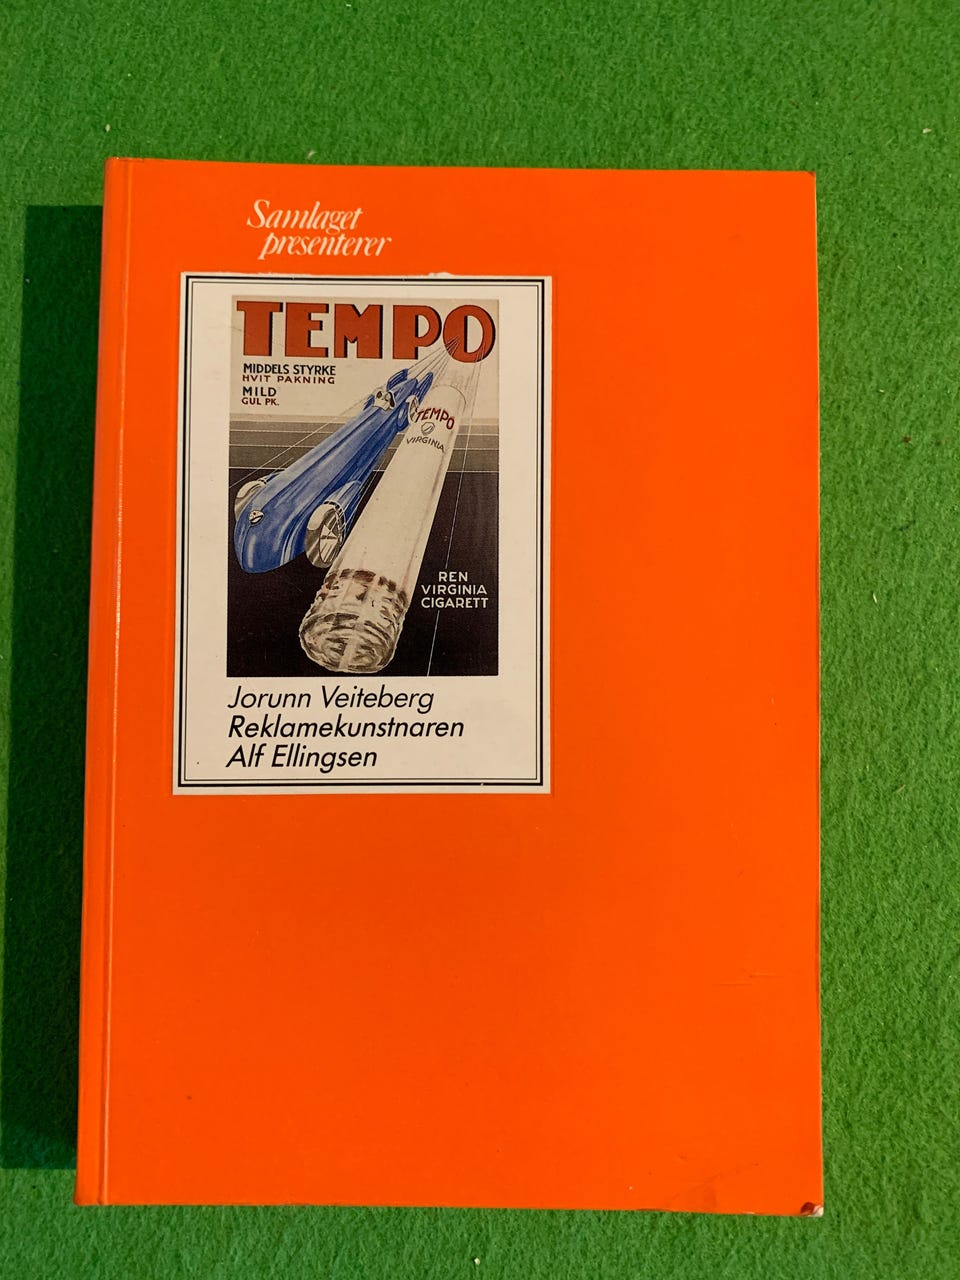 Samlaget
presenterer
TEMPO
MIDDELS STYRKE
HVIT PAKNING
MILD
GUL PK.
TEMPO
VIRGINIA
REN
VIRGINIA
CIGARETT
Jorunn Veiteberg
Reklamekunstnaren
Alf Ellingsen